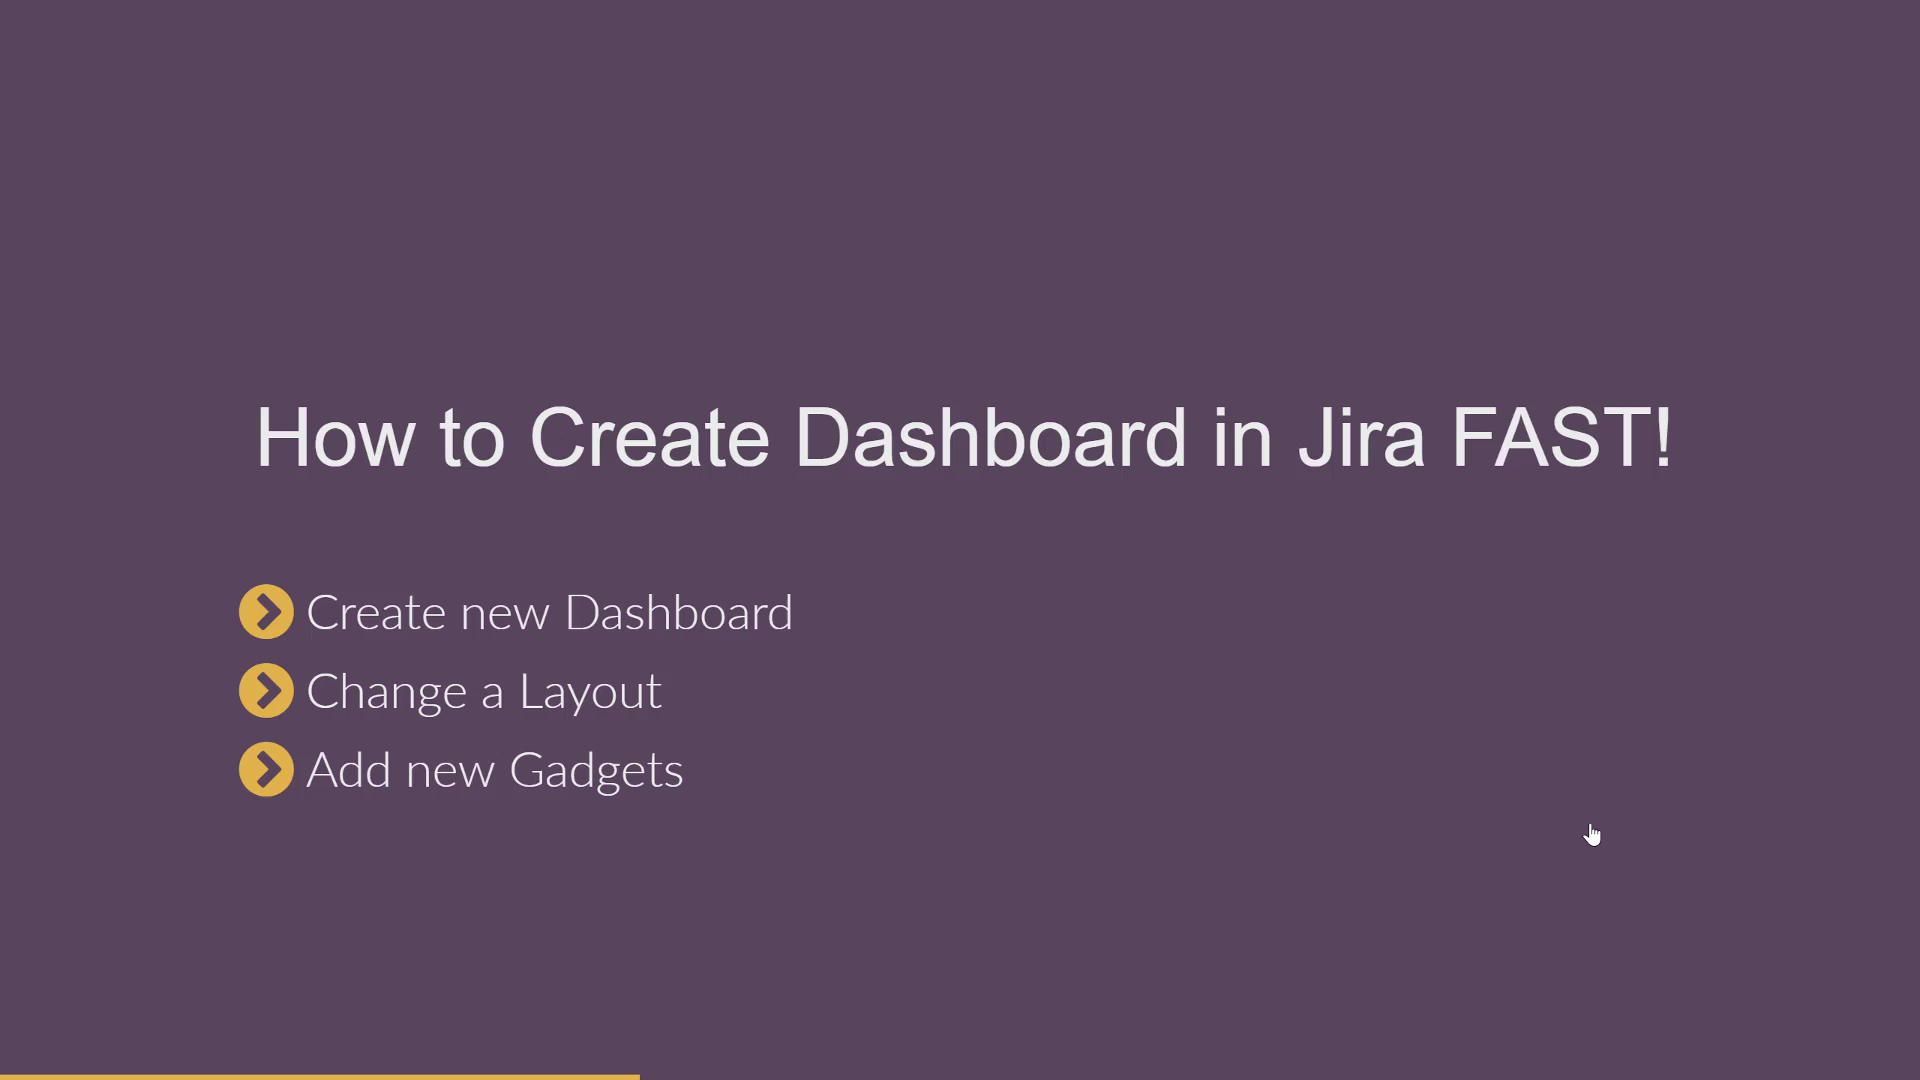 How to Create Dashboard in Jira FAST!
Create new Dashboard
Change a Layout
Add new Gadgets